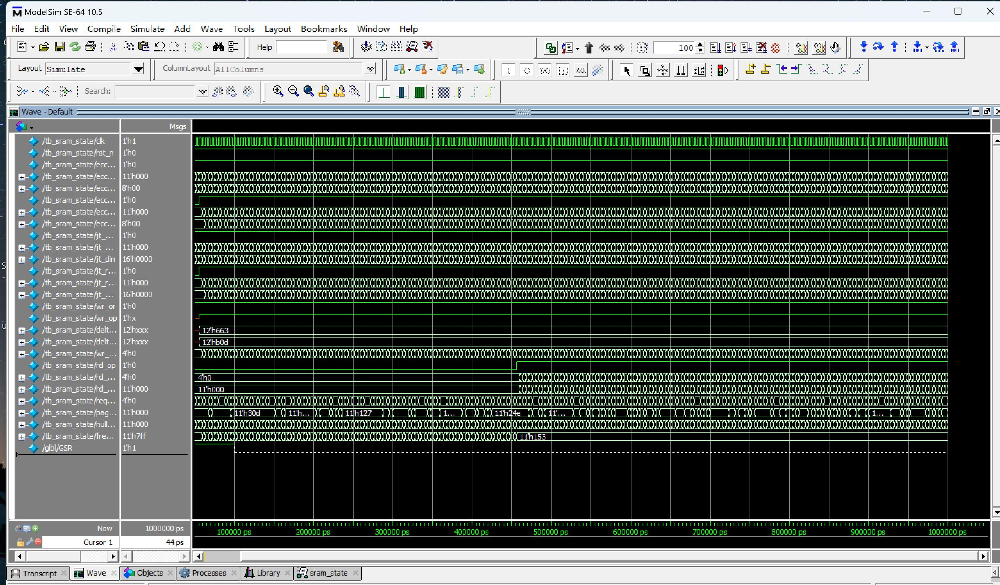 ModelSim SE-64 10.5
File Edit View Compile Simulate Add Wave Tools Layout Bookmarks Window Help
Help 100
Layout Simulate ColumnLayout AllColumns I/O ALL
Search:
Wave - Default
Msgs
/tb_sram_state/clk 1'h1
/tb_sram_state/rst_n 1'h0
/tb_sram_state/ecc... 1'h0
/tb_sram_state/ecc... 11'h000
/tb_sram_state/ecc... 8'h00
/tb_sram_state/ecc... 1'h0
/tb_sram_state/ecc... 11'h000
/tb_sram_state/ecc... 8'h00
/tb_sram_state/jt_... 1'h0
/tb_sram_state/jt_... 11'h000
/tb_sram_state/jt_din 16'h0000
/tb_sram_state/jt_r... 1'h0
/tb_sram_state/jt_r... 11'h000
/tb_sram_state/jt_... 16'h0000
/tb_sram_state/wr_or 1'h0
/tb_sram_state/wr_op 1'hx
/tb_sram_state/delt... 12'hxxx 12'h663
/tb_sram_state/delt... 12'hxxx 12'hb0d
/tb_sram_state/wr_... 4'h0
/tb_sram_state/rd_op 1'h0
/tb_sram_state/rd_... 4'h0 4'h0
/tb_sram_state/rd_... 11'h000 11'h000
/tb_sram_state/req... 4'h0
/tb_sram_state/pag... 11'h000 11'h30d 11'h... 11'h127 1... 11'h24e 11'... 1...
/tb_sram_state/null... 11'h000
/tb_sram_state/fre... 11'h7ff 11'h153
/glbl/GSR 1'h1
Now 1000000 ps 100000 ps 200000 ps 300000 ps 400000 ps 500000 ps 600000 ps 700000 ps 800000 ps 900000 ps 1000000 ps
Cursor 1 44 ps
Transcript Wave Objects Processes Library sram_state